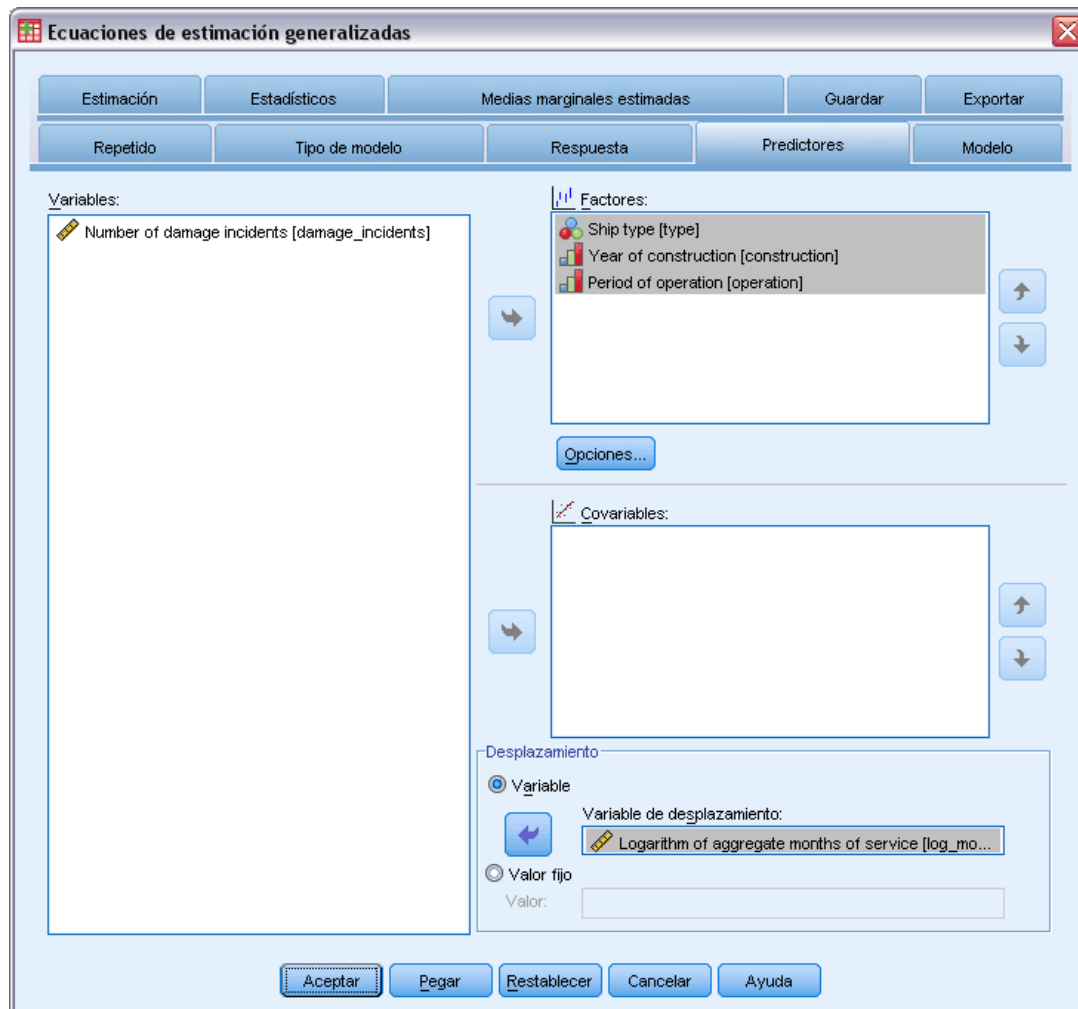 Ecuaciones de estimación generalizadas
Estimación Estadísticos Medias marginales estimadas Guardar Exportar
Repetido Tipo de modelo Respuesta Predictores Modelo
Variables:
Number of damage incidents [damage_incidents]
Factores:
Ship type [type]
Year of construction [construction]
Period of operation [operation]
Opciones...
Covariables:
Desplazamiento
Variable
Variable de desplazamiento:
Logarithm of aggregate months of service [log_mo...
Valor fijo
Valor:
Aceptar Pegar Restablecer Cancelar Ayuda